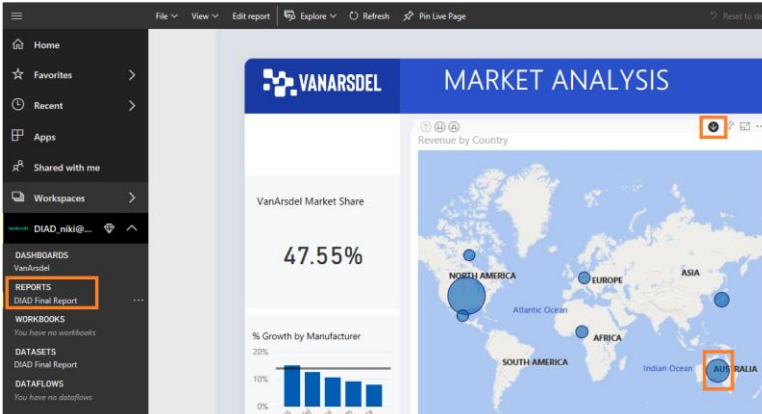 File View Edit report Explore Refresh Pin Live Page Reset to de
Home
Favorites
Recent
Apps
Shared with me
Workspaces
DIAD_niki@...
DASHBOARDS
VanArsdel
REPORTS
DIAD Final Report
WORKBOOKS
You have no workbooks
DATASETS
DIAD Final Report
DATAFLOWS
You have no dataflows
VANARSDEL
MARKET ANALYSIS
Revenue by Country
VanArsdel Market Share
47.55%
NORTH AMERICA
EUROPE
ASIA
Atlantic Ocean
AFRICA
SOUTH AMERICA
Indian Ocean
AUSTRALIA
% Growth by Manufacturer
20%
10%
0%